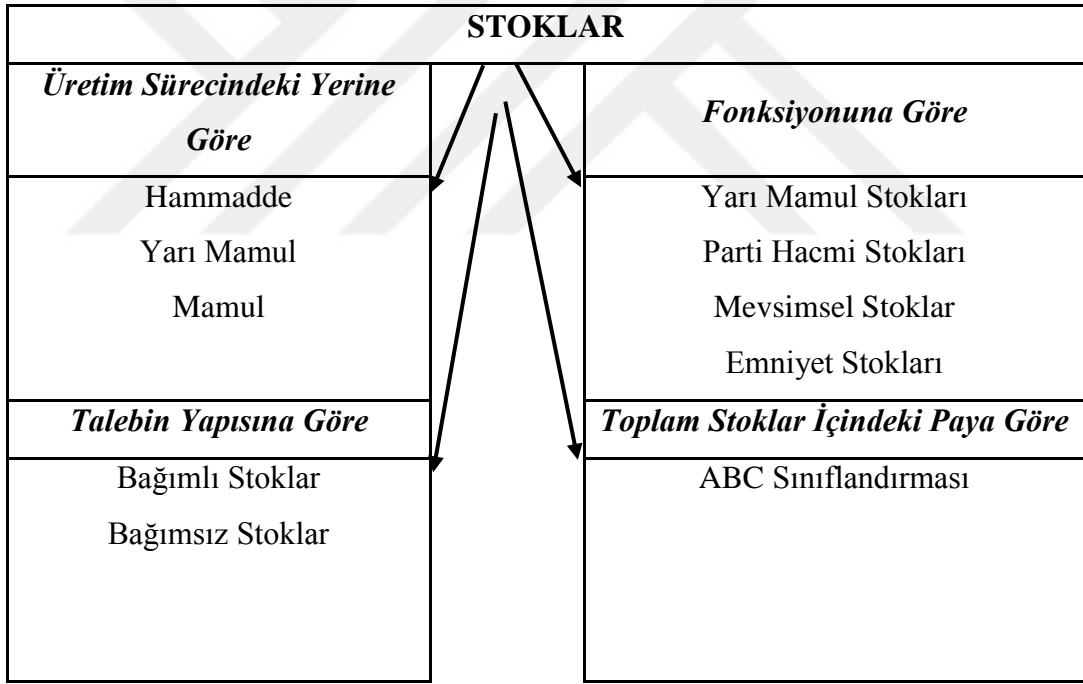 STOKLAR
Üretim Sürecindeki Yerine
Göre
Hammadde
Yarı Mamul
Mamul
Fonksiyonuna Göre
Yarı Mamul Stokları
Parti Hacmi Stokları
Mevsimsel Stoklar
Emniyet Stokları
Talebin Yapısına Göre
Bağımlı Stoklar
Bağımsız Stoklar
Toplam Stoklar İçindeki Paya Göre
ABC Sınıflandırması